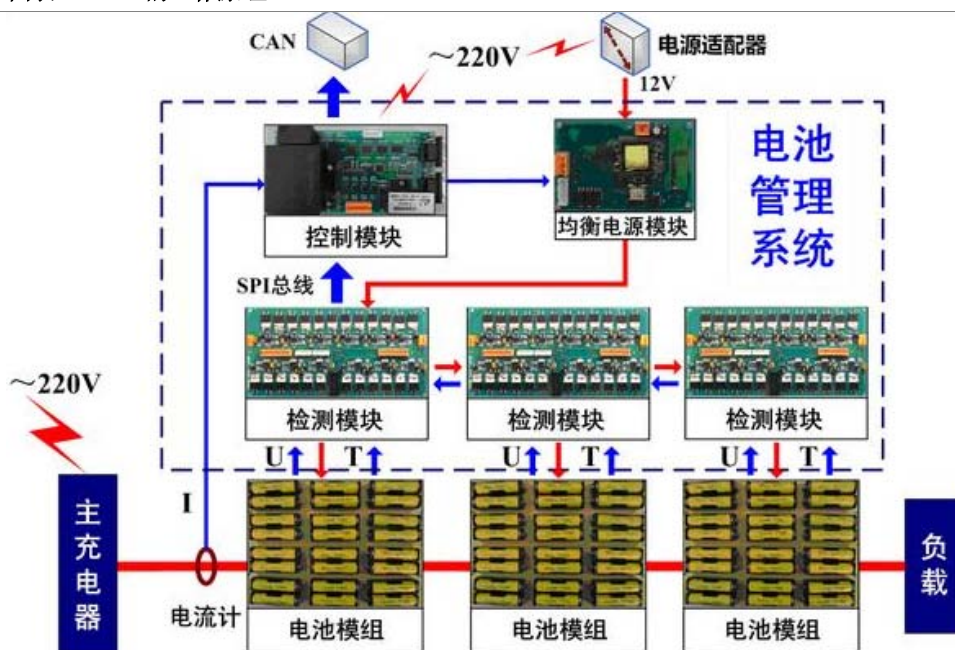 CAN
~220V
电源适配器
12V
电池
管理
系统
控制模块
均衡电源模块
SPI总线
~220V
检测模块
检测模块
检测模块
U T
U T
U T
I
主充电器
电流计
电池模组
电池模组
电池模组
负载